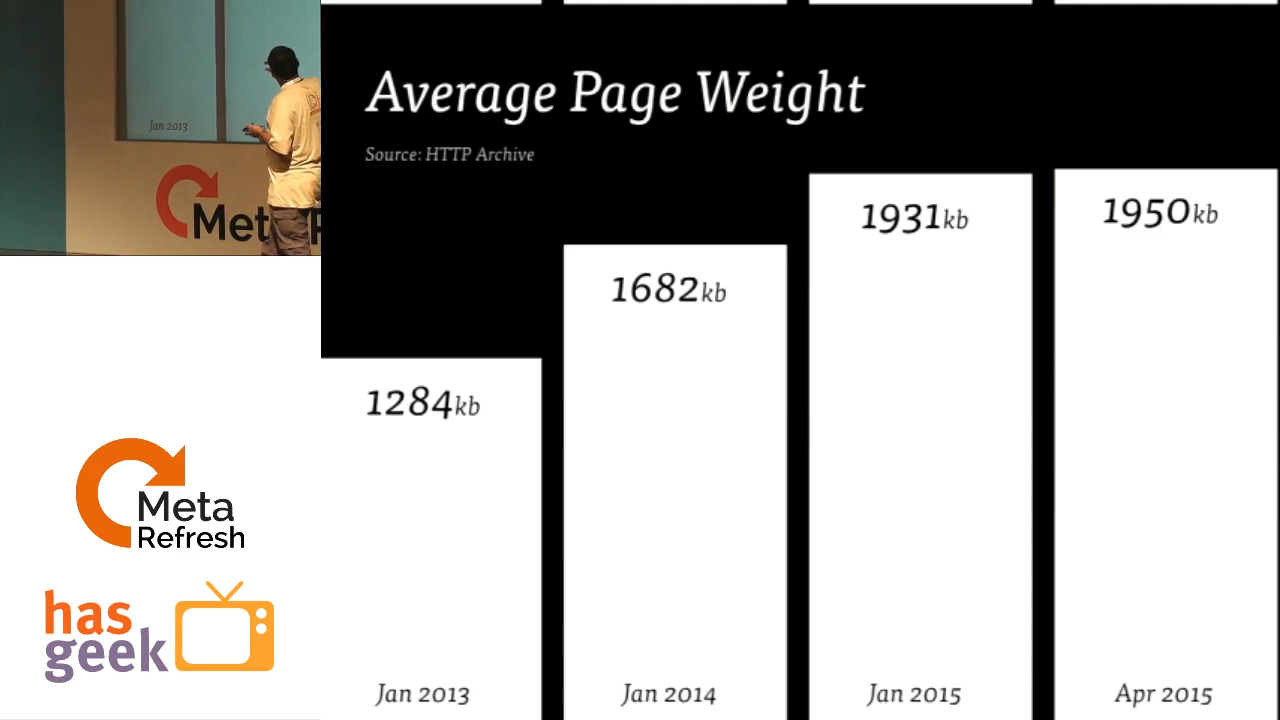 Jan 2013
Met
Meta
Refresh
has
geek
Average Page Weight
Source: HTTP Archive
1284kb
1682kb
1931kb
1950kb
Jan 2013
Jan 2014
Jan 2015
Apr 2015